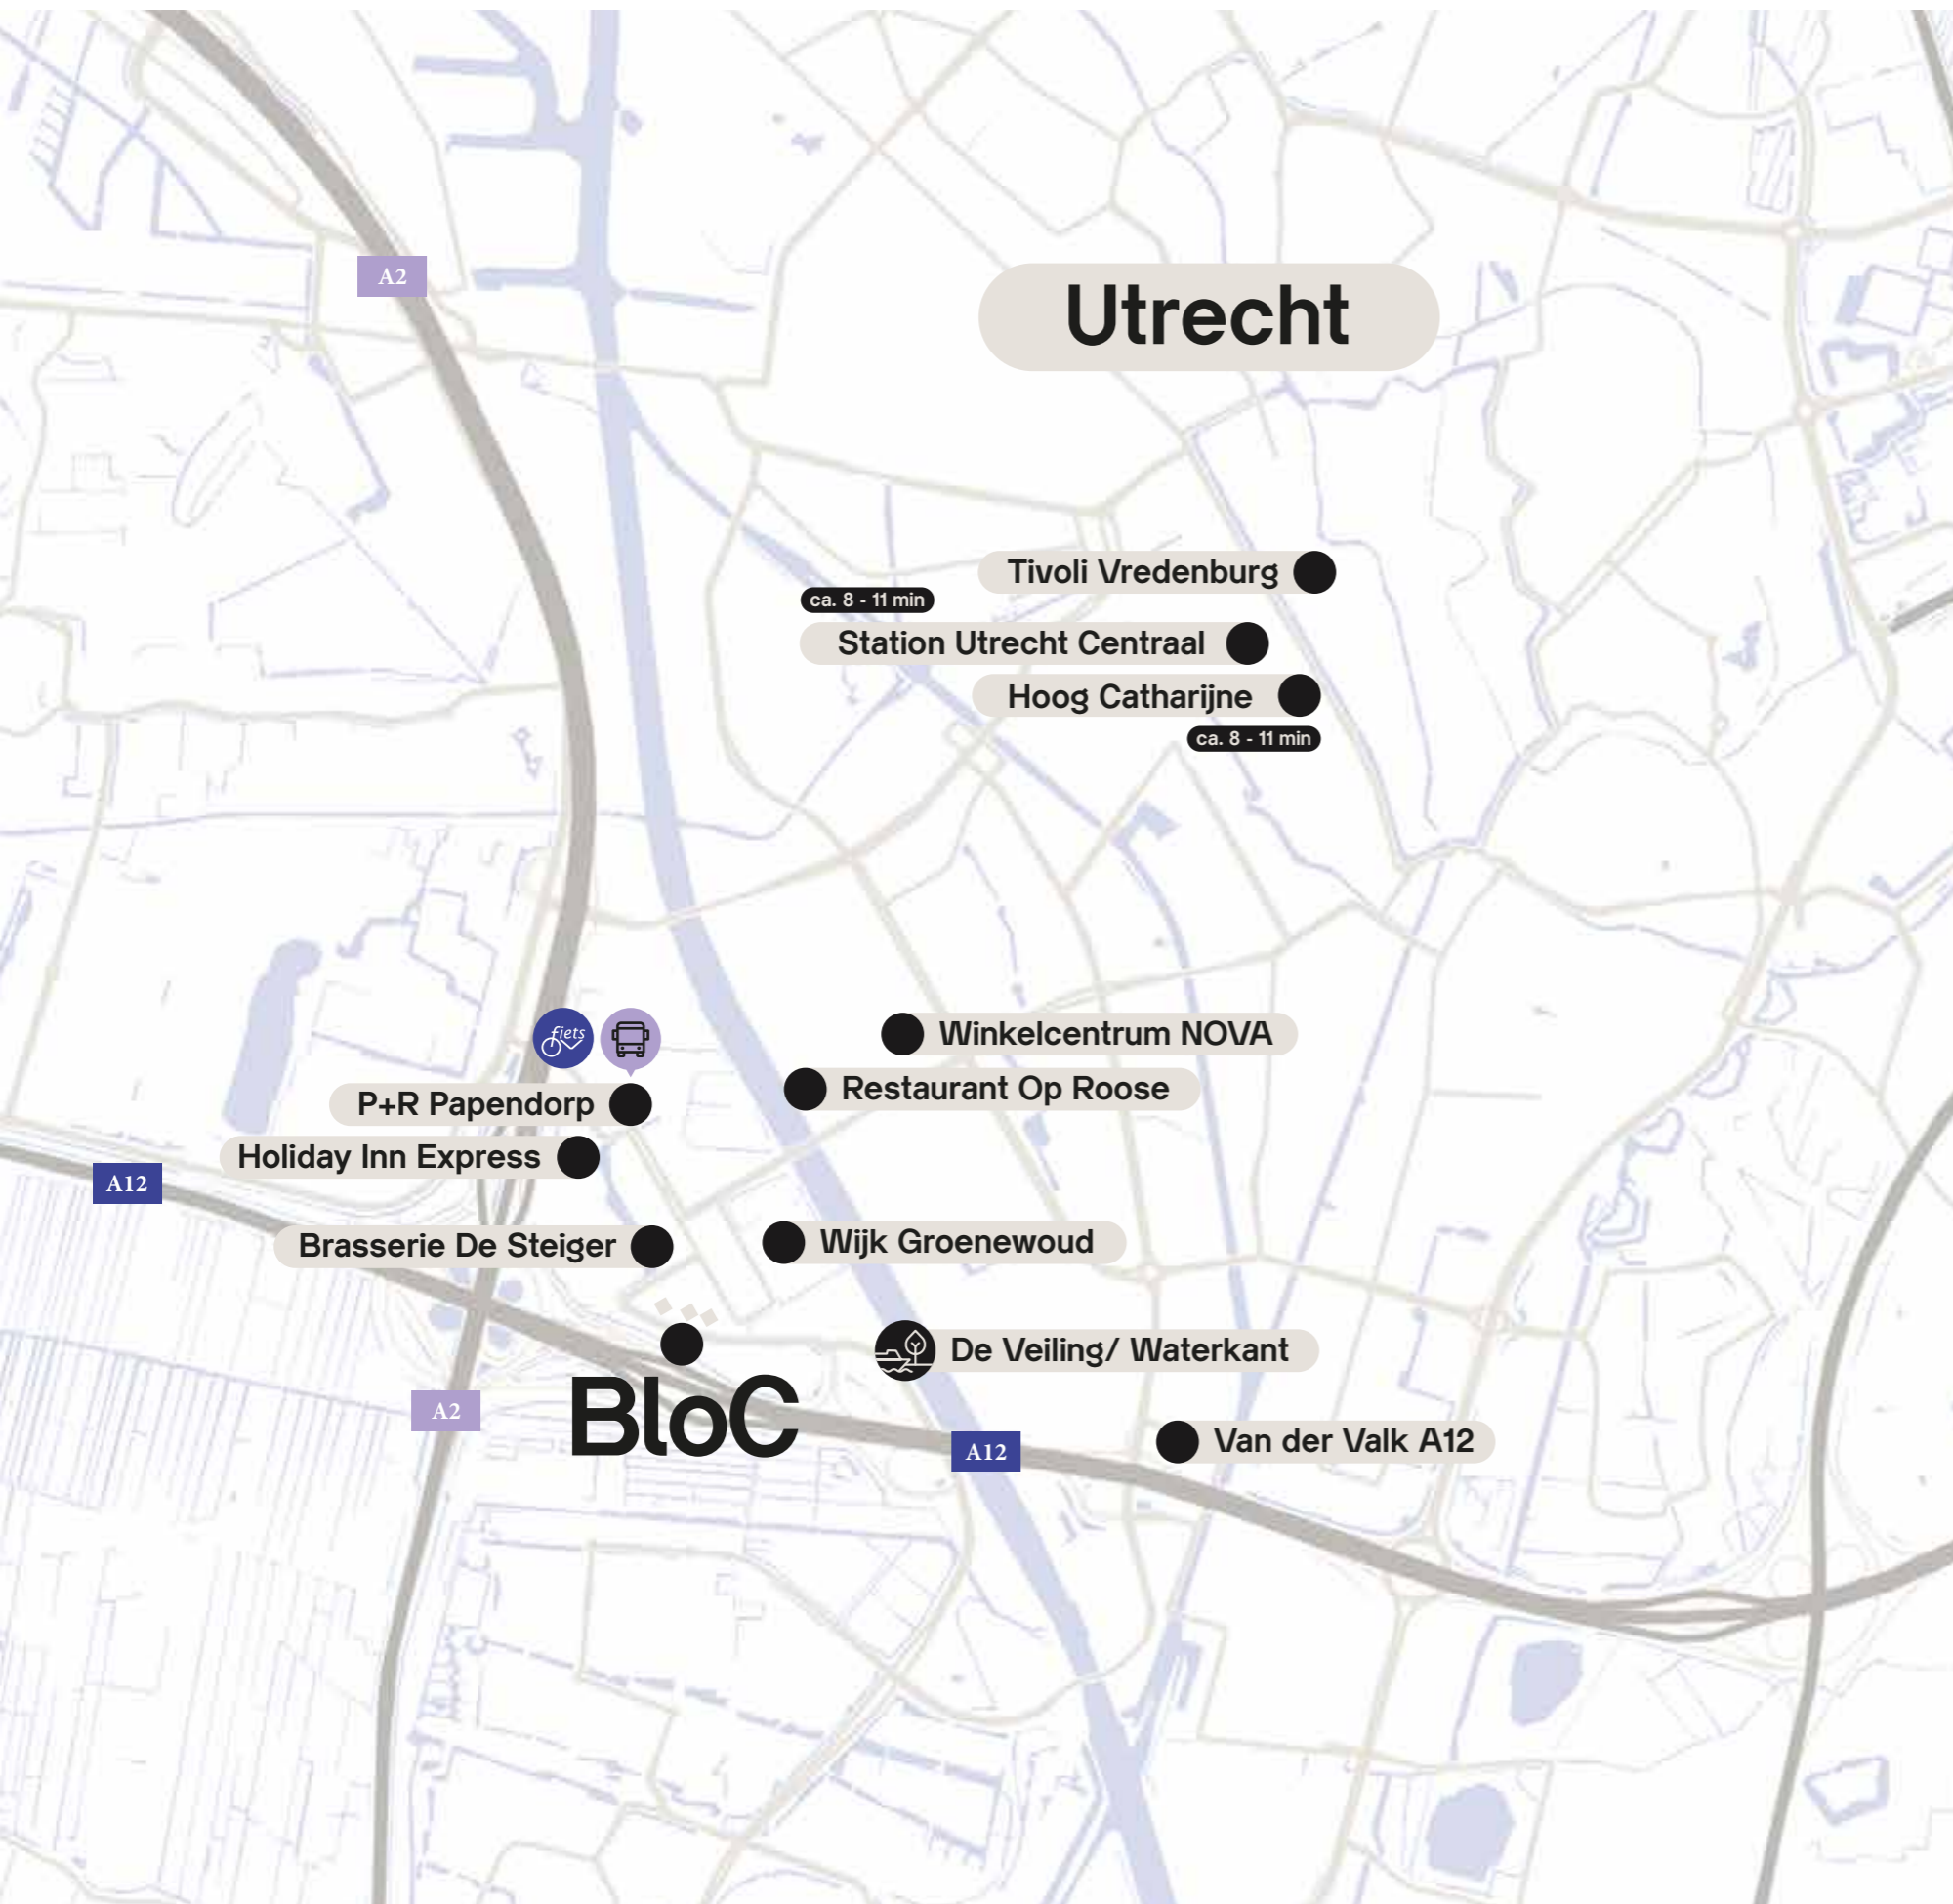 A2
Utrecht
Tivoli Vredenburg
ca. 8 - 11 min
Station Utrecht Centraal
Hoog Catharijne
ca. 8 - 11 min
fiets
Winkelcentrum NOVA
Restaurant Op Roose
P+R Papendorp
Holiday Inn Express
A12
Brasserie De Steiger
Wijk Groenewoud
De Veiling/ Waterkant
A2
BloC
A12
Van der Valk A12